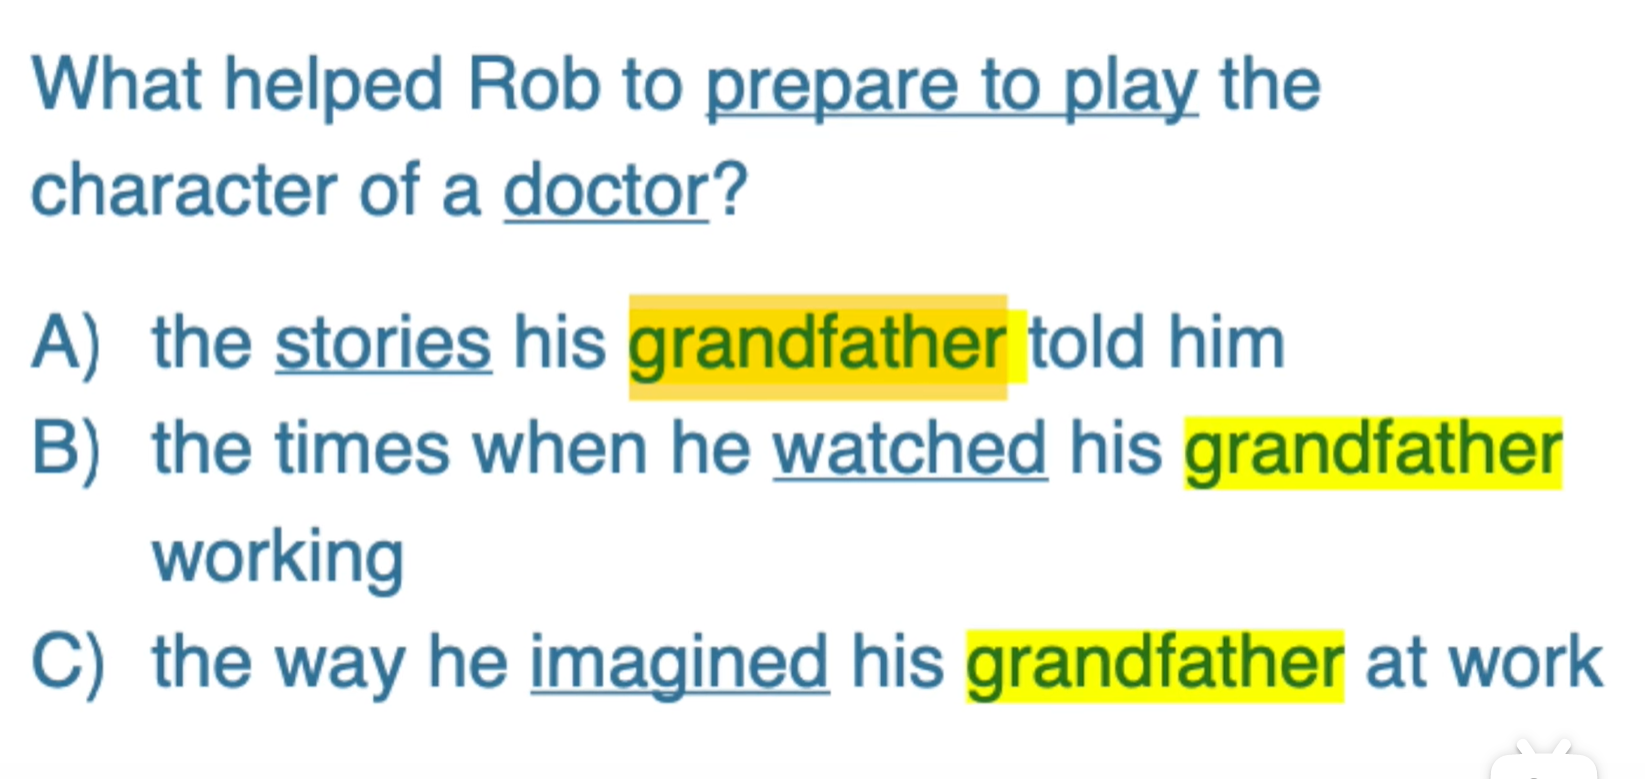 What helped Rob to prepare to play the
character of a doctor?
A) the stories his grandfather told him
B) the times when he watched his grandfather
working
C) the way he imagined his grandfather at work